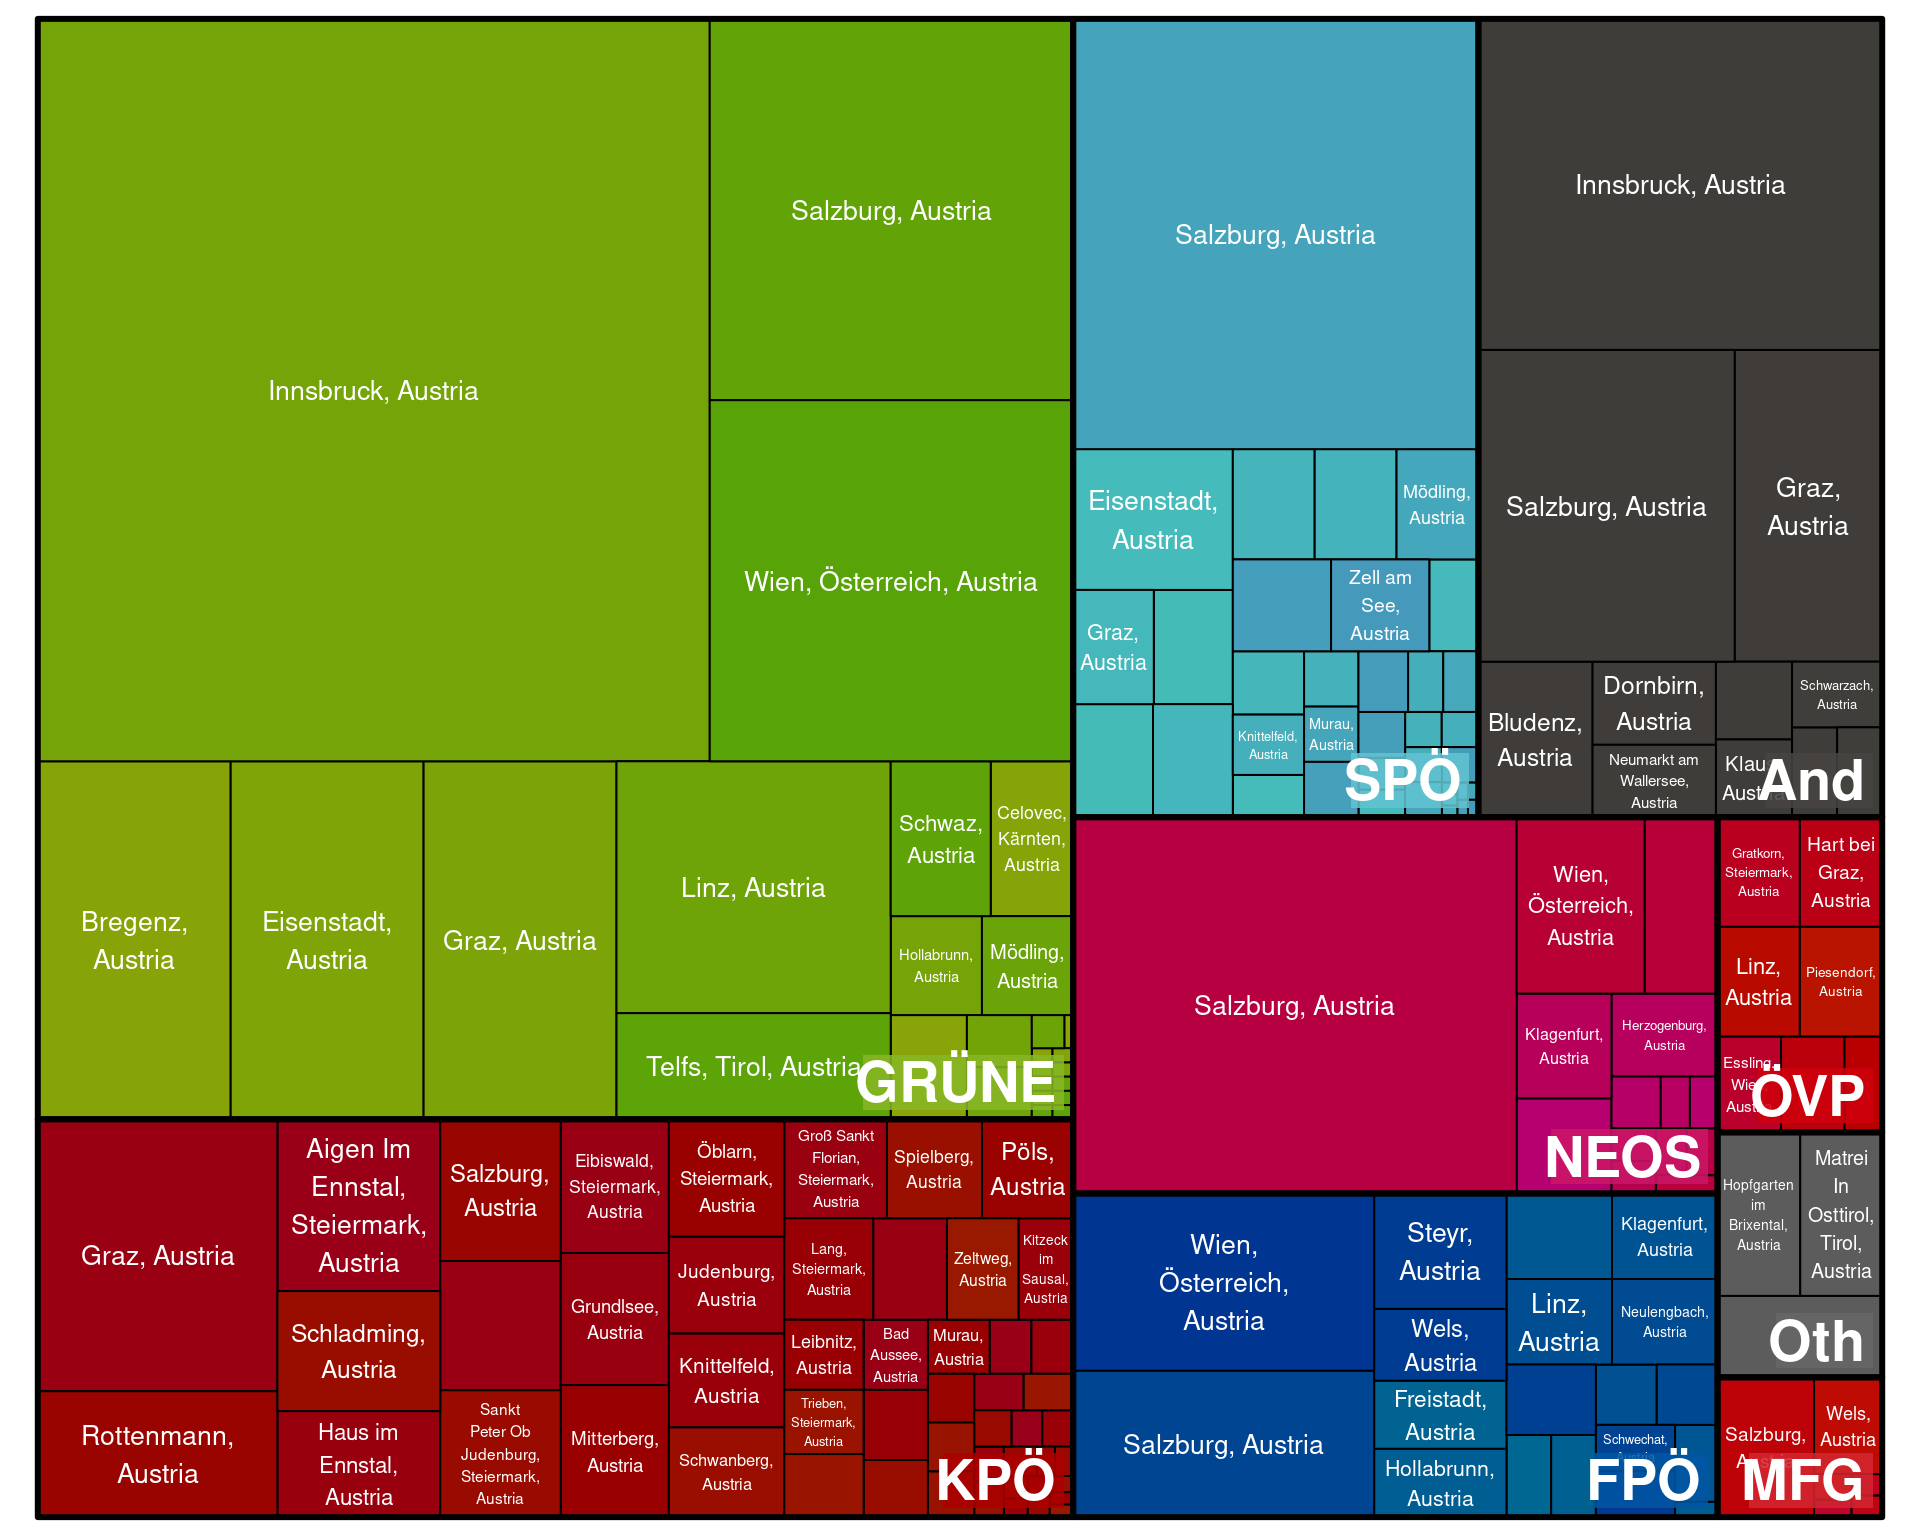 Innsbruck, Austria
Salzburg, Austria
Wien, Österreich, Austria
Bregenz,
Austria
Eisenstadt,
Austria
Graz, Austria
Linz, Austria
Telfs, Tirol, Austria
Schwaz,
Austria
Celovec,
Kärnten,
Austria
Hollabrunn,
Austria
Mödling,
Austria
GRÜNE
Salzburg, Austria
Eisenstadt,
Austria
Mödling,
Austria
Zell am
See,
Austria
Graz,
Austria
Knittelfeld,
Austria
Murau,
Austria
SPÖ
Innsbruck, Austria
Salzburg, Austria
Graz,
Austria
Bludenz,
Austria
Dornbirn,
Austria
Neumarkt am
Wallersee,
Austria
Schwarzach,
Austria
Klaus
Austria
And
Graz, Austria
Rottenmann,
Austria
Aigen Im
Ennstal,
Steiermark,
Austria
Schladming,
Austria
Haus im
Ennstal,
Austria
Salzburg,
Austria
Sankt
Peter Ob
Judenburg,
Steiermark,
Austria
Eibiswald,
Steiermark,
Austria
Grundlsee,
Austria
Mitterberg,
Austria
Öblarn,
Steiermark,
Austria
Judenburg,
Austria
Knittelfeld,
Austria
Schwanberg,
Austria
Groß Sankt
Florian,
Steiermark,
Austria
Spielberg,
Austria
Pöls,
Austria
Lang,
Steiermark,
Austria
Zeltweg,
Austria
Kitzeck
im
Sausal,
Austria
Leibnitz,
Austria
Bad
Aussee,
Austria
Murau,
Austria
Trieben,
Steiermark,
Austria
KPÖ
Salzburg, Austria
Wien,
Österreich,
Austria
Klagenfurt,
Austria
Herzogenburg,
Austria
NEOS
Gratkorn,
Steiermark,
Austria
Hart bei
Graz,
Austria
Linz,
Austria
Piesendorf,
Austria
Essling,
Wien
Austria
ÖVP
Wien,
Österreich,
Austria
Salzburg, Austria
Steyr,
Austria
Wels,
Austria
Freistadt,
Austria
Hollabrunn,
Austria
Klagenfurt,
Austria
Linz,
Austria
Neulengbach,
Austria
Schwechat,
Austria
FPÖ
Hopfgarten
im
Brixental,
Austria
Matrei
In
Osttirol,
Tirol,
Austria
Oth
Salzburg,
Austria
Wels,
Austria
MFG